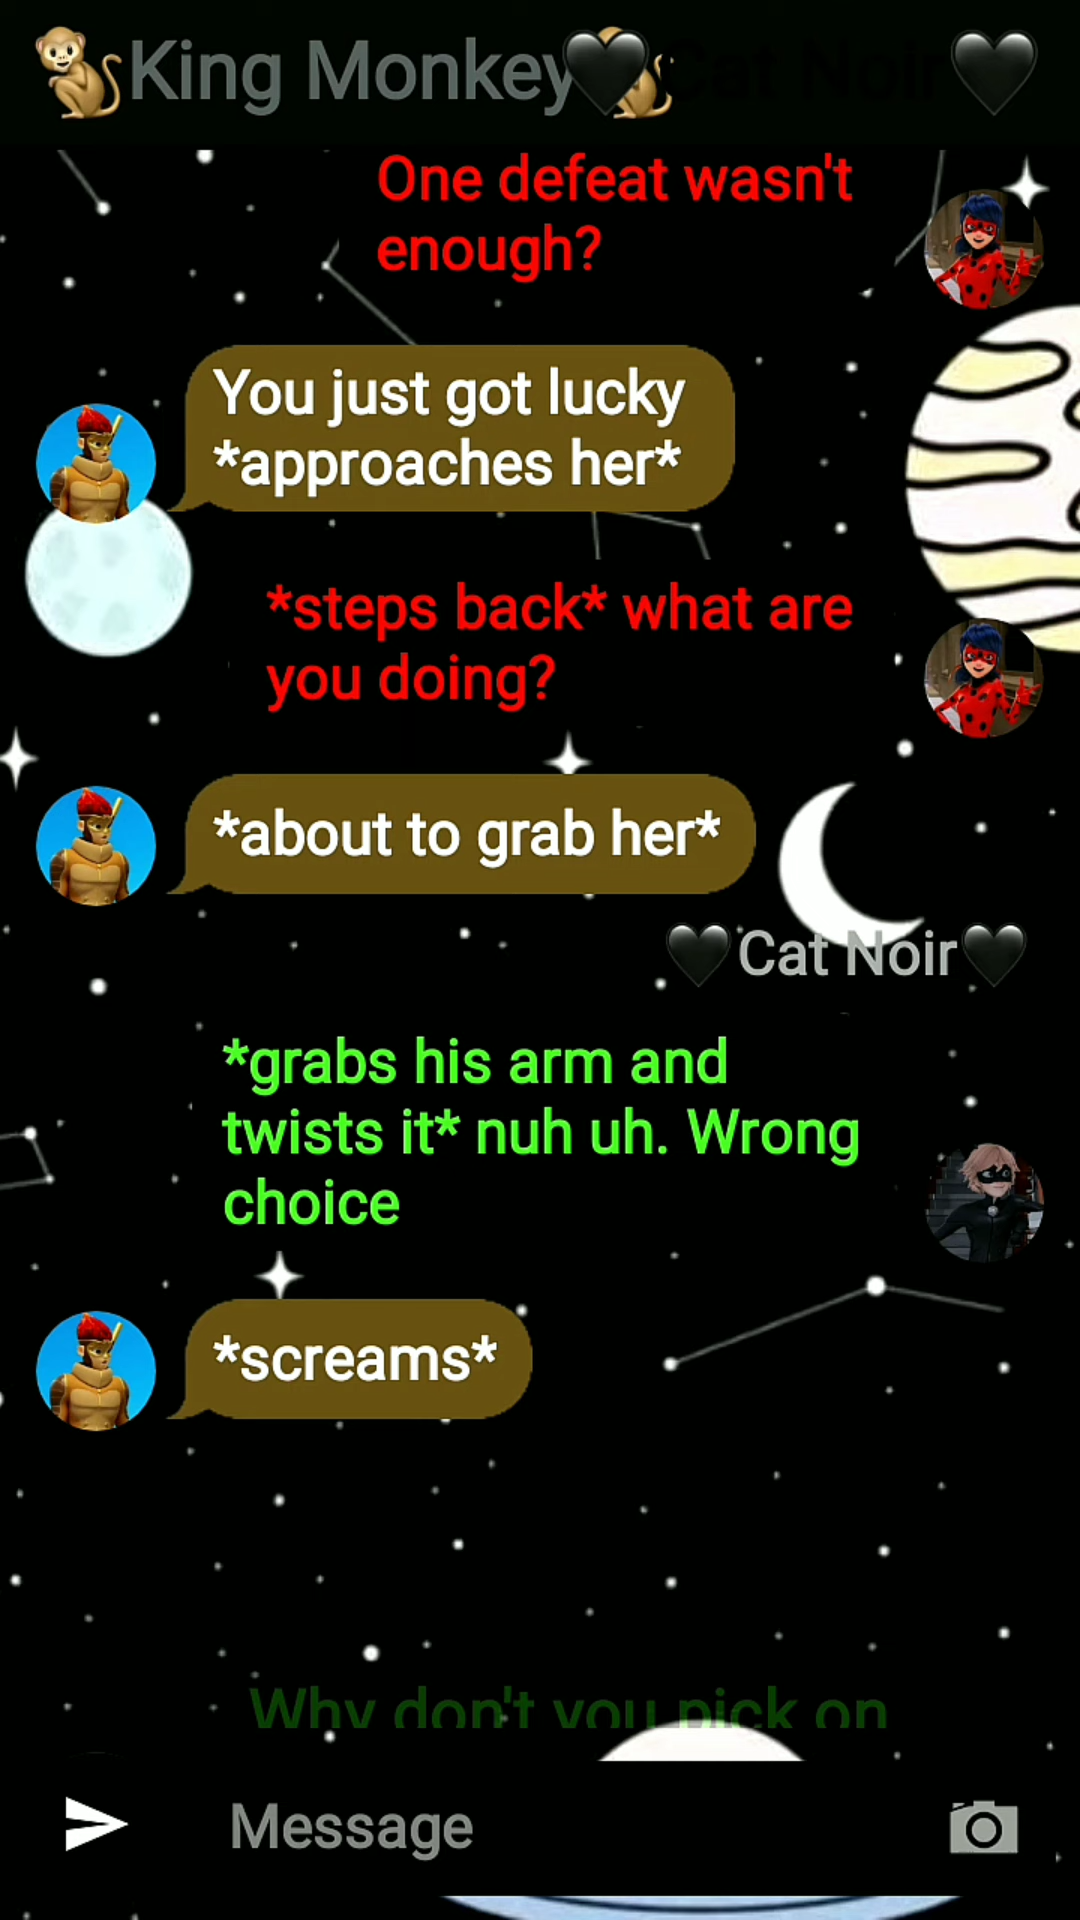 🐒King Monkey🖤🐒Cat Noir🖤
One defeat wasn't
enough?
You just got lucky
*approaches her*
*steps back* what are
you doing?
*about to grab her*
🖤Cat Noir🖤
*grabs his arm and
twists it* nuh uh. Wrong
choice
*screams*
Why don't you pick on
Message